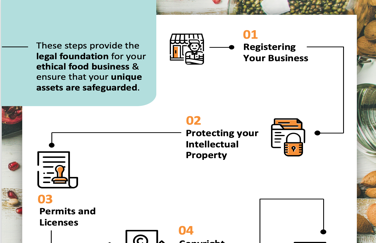 These steps provide the
legal foundation for your
ethical food business &
ensure that your unique
assets are safeguarded.
01
Registering
Your Business
02
Protecting your
Intellectual
Property
03
Permits and
Licenses
04
Copyright